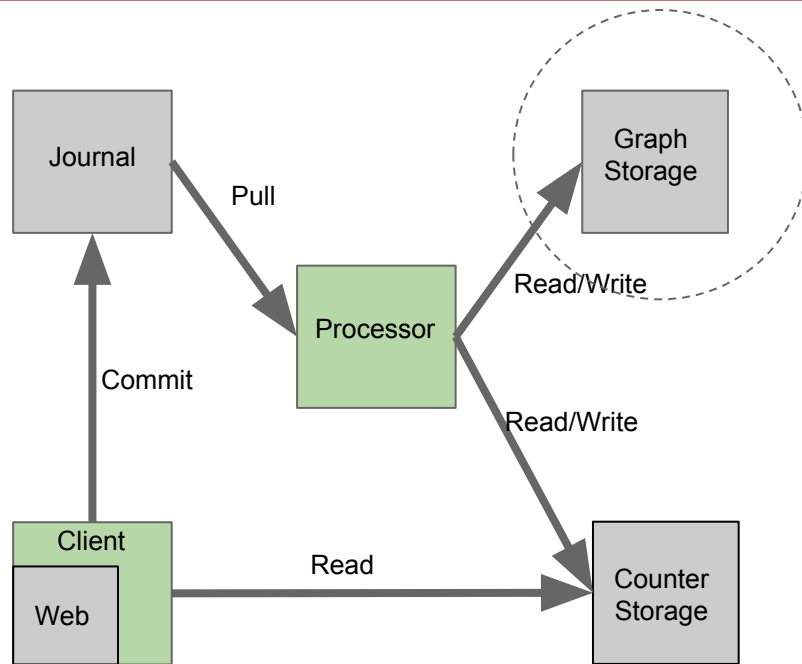 Journal
Graph
Storage
Pull
Read/Write
Processor
Commit
Read/Write
Client
Read
Web
Counter
Storage